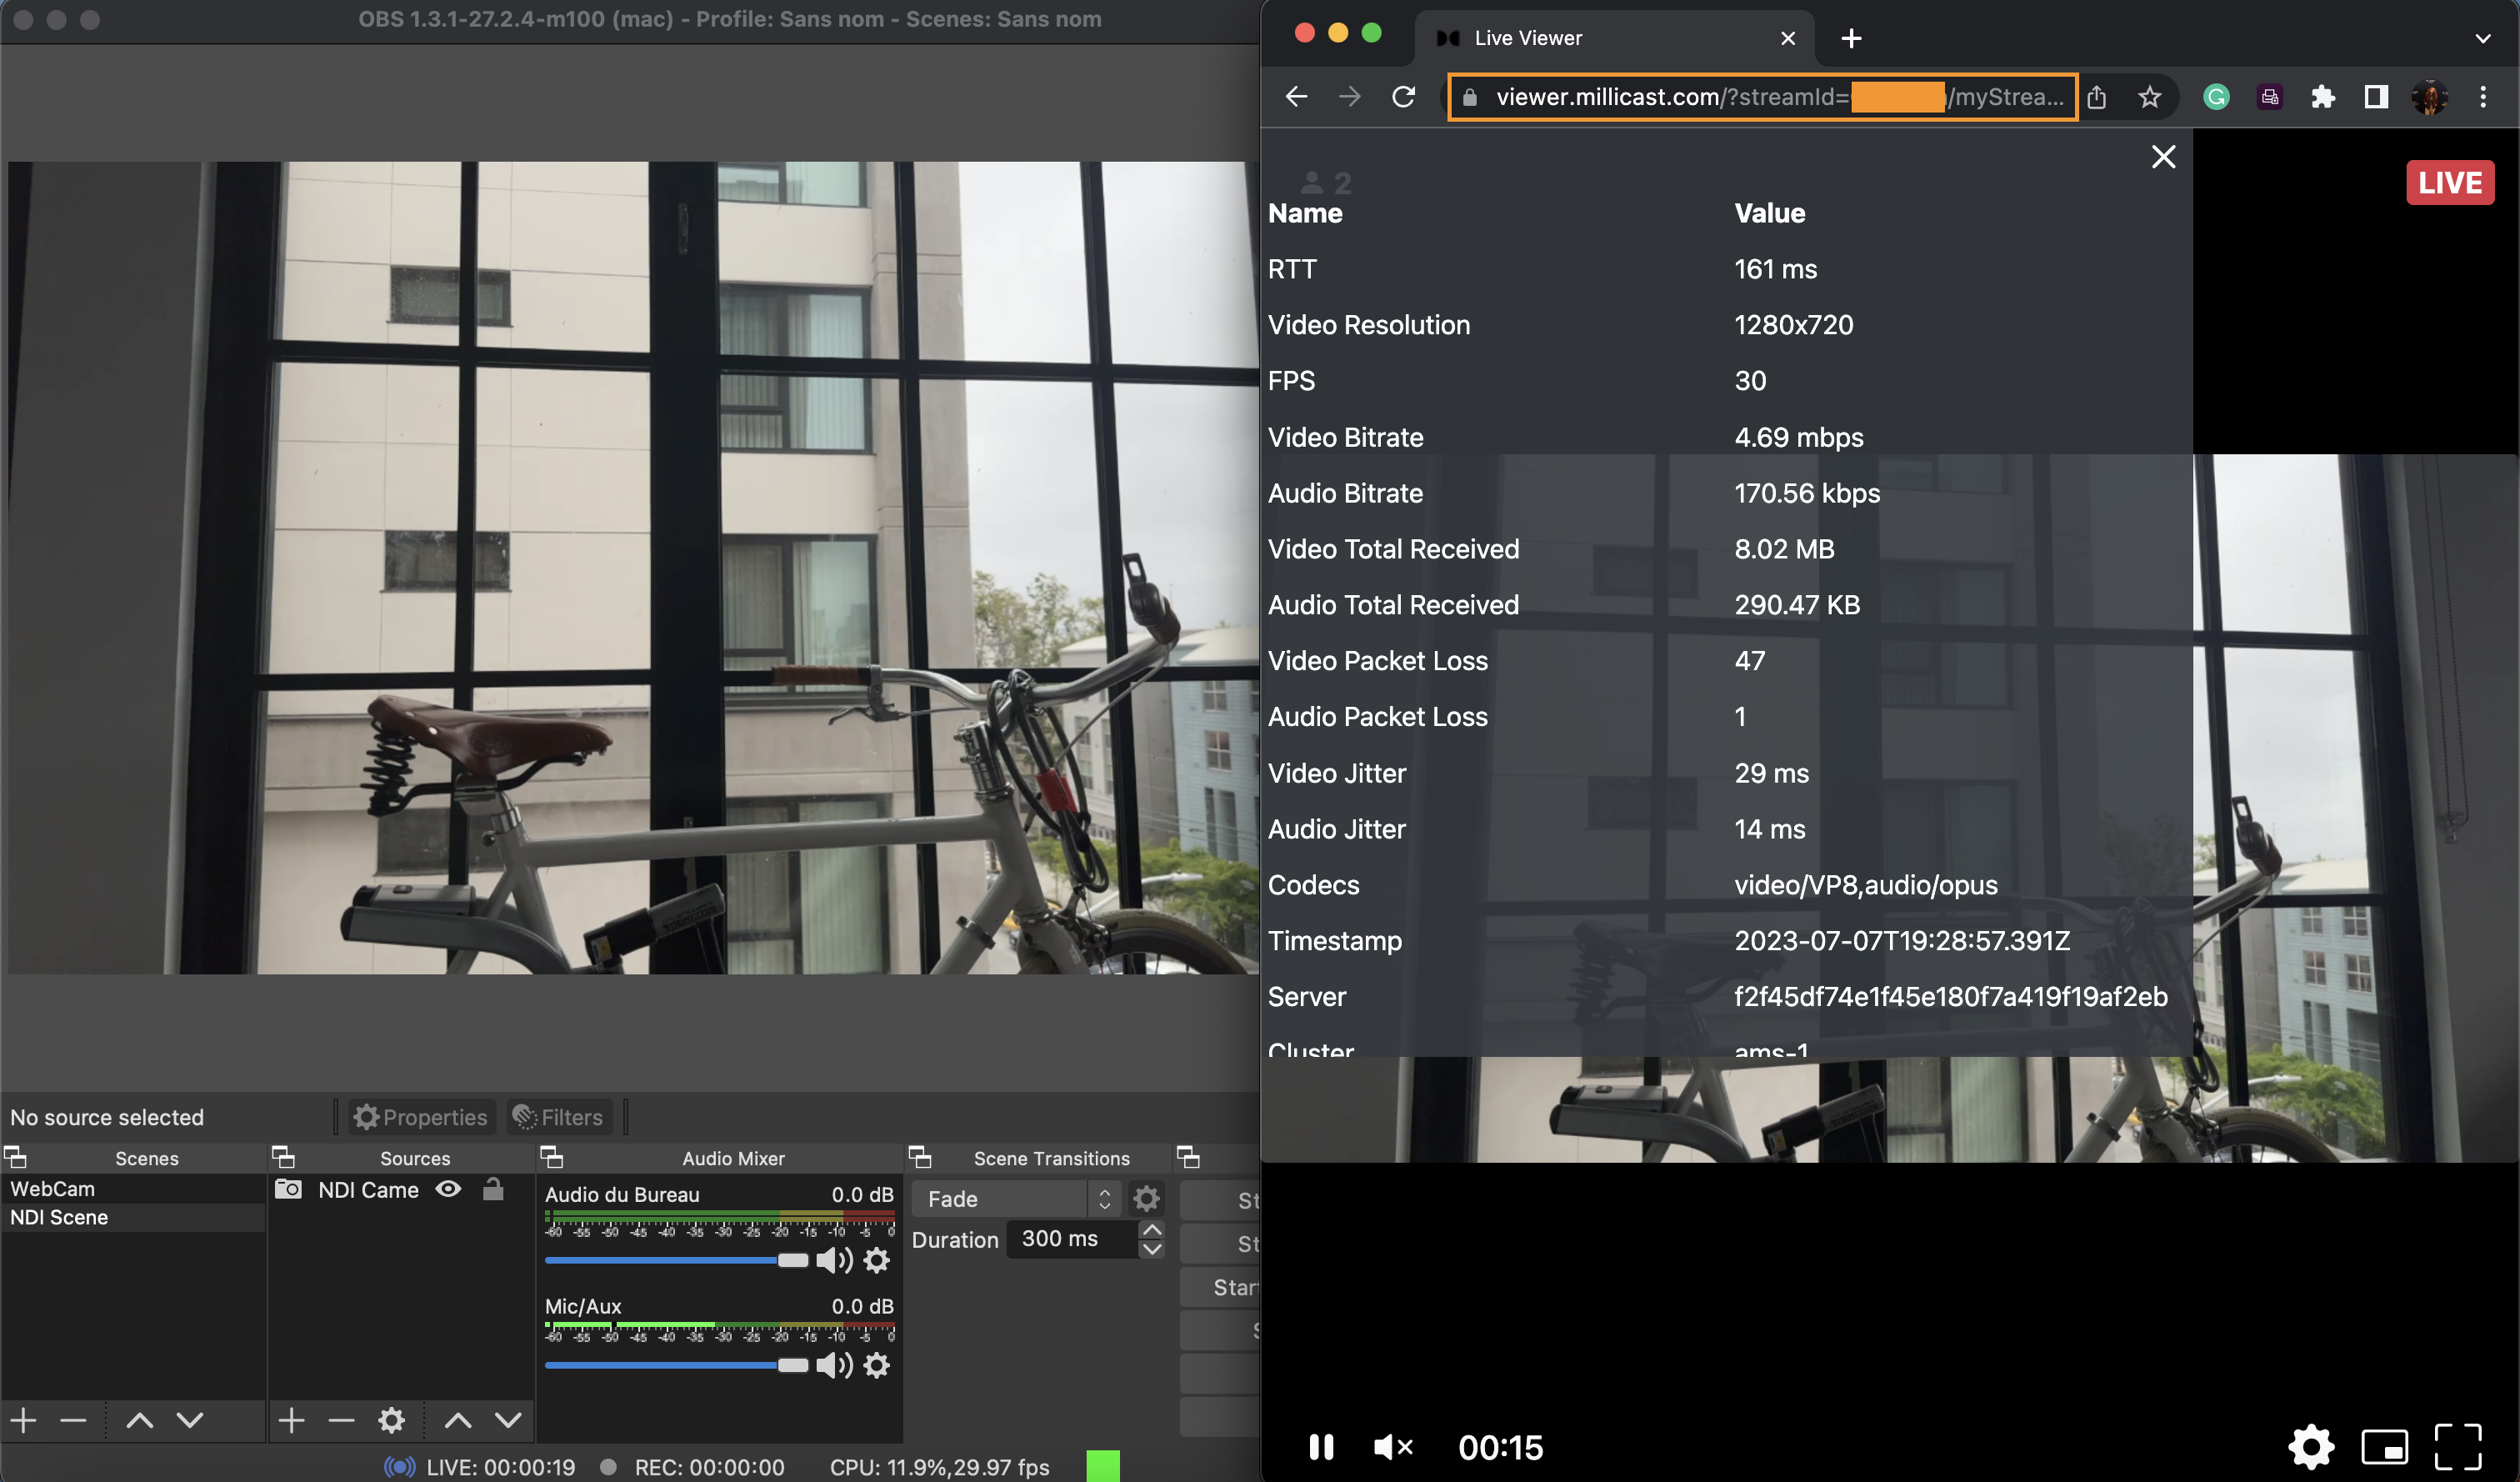 OBS 1.3.1-27.2.4-m100 (mac) - Profile: Sans nom - Scenes: Sans nom
No source selected
Properties
Filters
Scenes
Sources
Audio Mixer
Scene Transitions
WebCam
NDI Scene
NDI Came
Audio du Bureau 0.0 dB
-60 -55 -50 -45 -40 -35 -30 -25 -20 -15 -10 -5 0
Mic/Aux 0.0 dB
-60 -55 -50 -45 -40 -35 -30 -25 -20 -15 -10 -5 0
Fade
Duration 300 ms
St
St
Star
S
LIVE: 00:00:19
REC: 00:00:00
CPU: 11.9%,29.97 fps
Live Viewer
viewer.millicast.com/?streamId= /myStrea...
LIVE
2
Name Value
RTT 161 ms
Video Resolution 1280x720
FPS 30
Video Bitrate 4.69 mbps
Audio Bitrate 170.56 kbps
Video Total Received 8.02 MB
Audio Total Received 290.47 KB
Video Packet Loss 47
Audio Packet Loss 1
Video Jitter 29 ms
Audio Jitter 14 ms
Codecs video/VP8,audio/opus
Timestamp 2023-07-07T19:28:57.391Z
Server f2f45df74e1f45e180f7a419f19af2eb
Cluster ams-1
00:15